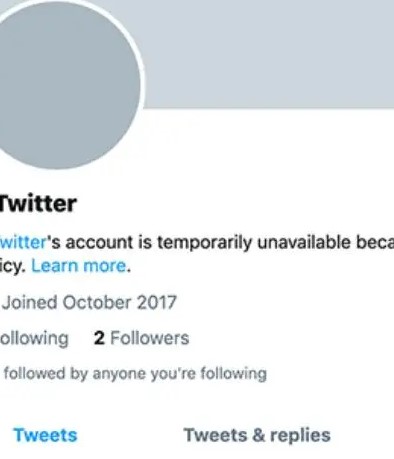 Twitter
witter's account is temporarily unavailable beca
icy. Learn more.
Joined October 2017
ollowing 2 Followers
followed by anyone you're following
Tweets Tweets & replies